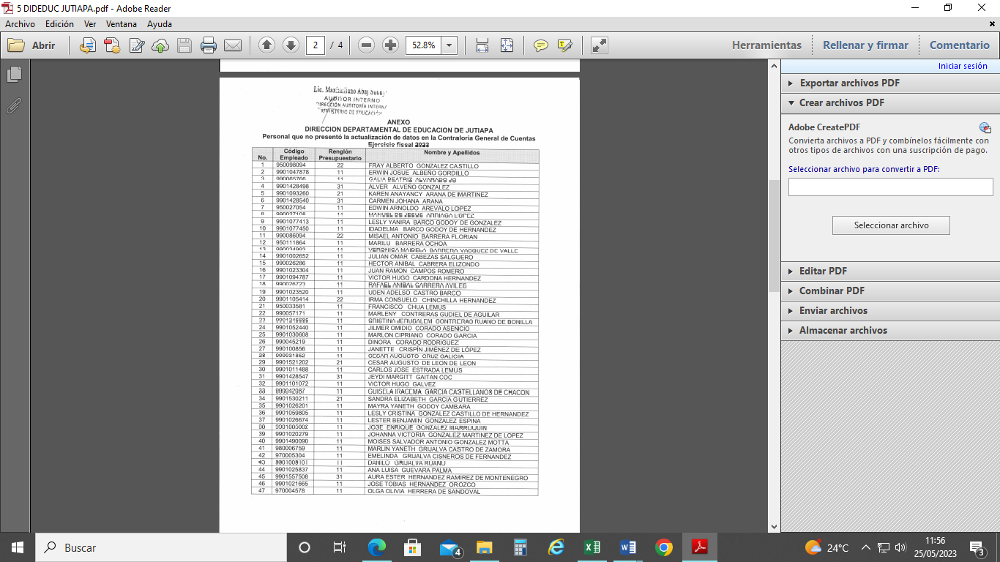 5 DIDEDUC JUTIAPA.pdf - Adobe Reader
Archivo Edición Ver Ventana Ayuda
Abrir 2 / 4 52.8% Herramientas Rellenar y firmar Comentario
Iniciar sesión
Exportar archivos PDF
Crear archivos PDF
Adobe CreatePDF
Convierta archivos a PDF y combínelos fácilmente con
otros tipos de archivos con una suscripción de pago.
Seleccionar archivo para convertir a PDF:
Seleccionar archivo
Editar PDF
Combinar PDF
Enviar archivos
Almacenar archivos
Lic. Maximiliano Abaj
AUDITOR INTERNO
DIRECCIÓN AUDITORÍA INTERNA
MINISTERIO DE EDUCACIÓN
ANEXO
DIRECCION DEPARTAMENTAL DE EDUCACION DE JUTIAPA
Personal que no presentó la actualización de datos en la Contraloría General de Cuentas
Ejercicio fiscal
No. Código Empleado Renglón Presupuestario Nombre y Apellidos
1 950098094 22 FRAY ALBERTO GONZALEZ CASTILLO
2 9901047878 11 ERWIN JOSUE ALBEÑO GORDILLO
3 990065766 11 GALIA BEATRIZ ALVARADO
4 9901428498 31 ALVER ALVEÑO GONZALEZ
5 9901093260 21 KAREN ANAYANCY ARANA DE MARTINEZ
6 9901428540 31 CARMEN JOHANA ARANA
7 950027054 11 EDWIN ARNOLDO AREVALO LOPEZ
8 990027108 11 MANUEL DE JESUS ARRIAGA LOPEZ
9 9901077413 11 LESLY YANIRA BARCO GODOY DE GONZALEZ
10 9901077450 11 IDADELMA BARCO GODOY DE HERNANDEZ
11 990086094 22 MISAEL ANTONIO BARRERA FLORIAN
12 950111864 11 MARILU BARRERA OCHOA
13 990034993 11 VERONICA MARIELA BARRERA VASQUEZ DE VALLE
14 9901002652 11 JULIAN OMAR CABEZAS SALGUERO
15 990026286 11 HECTOR ANIBAL CABRERA ELIZONDO
16 9901023304 11 JUAN RAMON CAMPOS ROMERO
17 9901094787 11 VICTOR HUGO CARDONA HERNANDEZ
18 990026723 11 RAFAEL ANIBAL CARRERA AVILES
19 9901023520 11 UDEN ADELSO CASTRO BARCO
20 9901105414 22 IRMA CONSUELO CHINCHILLA HERNANDEZ
21 950033581 11 FRANCISCO CHUA LEMUS
22 990057171 11 MARLENY CONTRERAS GUDIEL DE AGUILAR
23 11 CRISTINA JERUSALEM CONTRERAS RUANO DE BONILLA
24 9901052440 11 JILMER OMIDIO CORADO ASENCIO
25 9901030608 11 MARLON CIPRIANO CORADO GARCIA
26 990045219 11 DINORA CORADO RODRIGUEZ
27 990100856 11 JANETTE CRISPÍN JIMÉNEZ DE LÓPEZ
28 11 CESAR AUGUSTO CRUZ GALICIA
29 9901521202 21 CESAR AUGUSTO DE LEON DE LEON
30 9901011488 11 CARLOS JOSE ESTRADA LEMUS
31 9901428547 31 JEYDI MARGITT GAITAN COC
32 9901101072 11 VICTOR HUGO GALVEZ
33 11 GUISELA IRACEMA GARCIA CASTELLANOS DE CHACON
34 9901530211 21 SANDRA ELIZABETH GARCIA GUTIERREZ
35 9901026201 11 MAYRA YANETH GODOY CAMBARA
36 9901059805 11 LESLY CRISTINA GONZALEZ CASTILLO DE HERNANDEZ
37 9901026674 11 LESTER BENJAMIN GONZALEZ ESPINA
11 JOSE ENRIQUE GONZALEZ MARROQUIN
39 9901020279 11 JOHANNA VICTORIA GONZALEZ MARTINEZ DE LOPEZ
40 9901490090 11 MOISES SALVADOR ANTONIO GONZALEZ MOTTA
41 980006759 11 MARLIN YANETH GRIJALVA CASTRO DE ZAMORA
42 970005304 11 EMELINDA GRIJALVA CISNEROS DE FERNANDEZ
43 11 DANILO GRIJALVA RUANO
44 9901025837 11 ANA LUISA GUEVARA PALMA
45 9901557508 31 AURA ESTER HERNANDEZ RAMIREZ DE MONTENEGRO
46 9901021665 11 JOSE TOBIAS HERNANDEZ OROZCO
47 970004578 11 OLGA OLIVIA HERRERA DE SANDOVAL
Buscar 4 24°C 11:56
25/05/2023 3